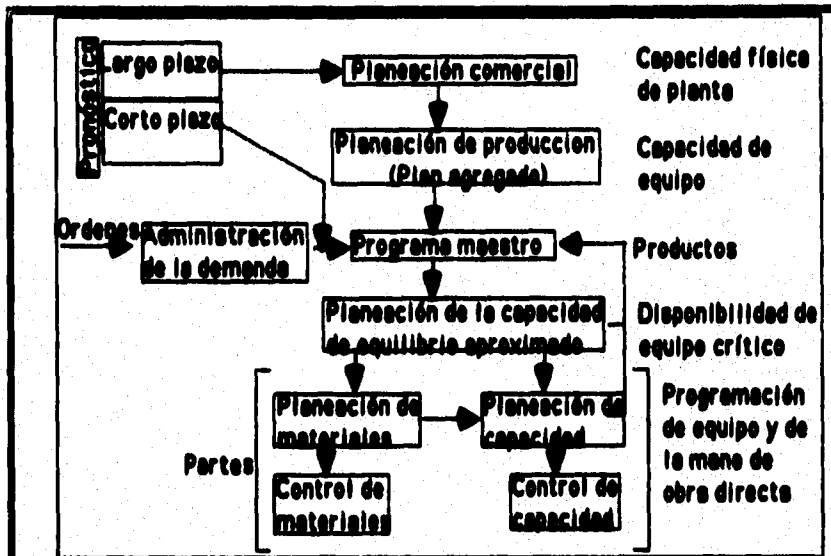 Pronóstico
Largo plazo
Corto plazo
Planeación comercial
Capacidad física
de planta
Planeación de produccion
(Plan agregado)
Capacidad de
equipo
Ordenes
Administración
de la demanda
Programa maestro
Productos
Planeación de la capacidad
de equilibrio aproximado
Disponibilidad de
equipo crítico
Partes
Planeación de
materiales
Planeación de
capacidad
Programación
de equipo y de
la mano de
obra directa
Control de
materiales
Control de
capacidad